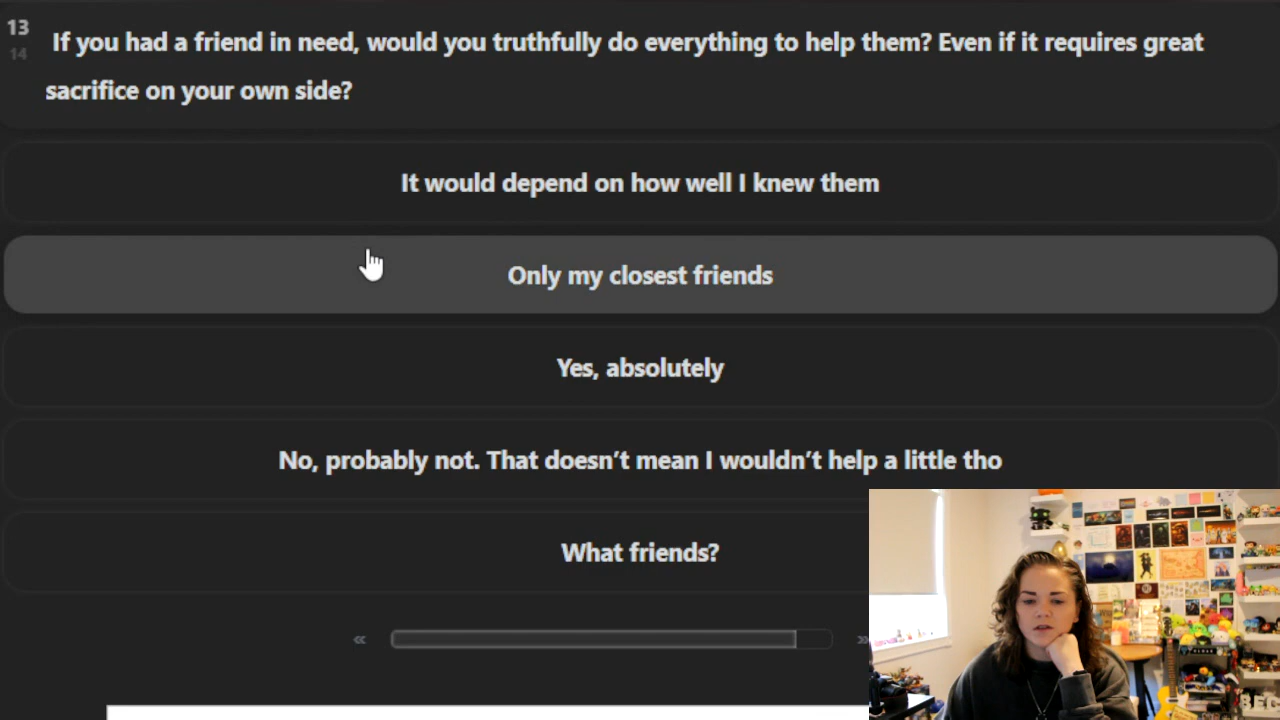 13
14
If you had a friend in need, would you truthfully do everything to help them? Even if it requires great
sacrifice on your own side?
It would depend on how well I knew them
Only my closest friends
Yes, absolutely
No, probably not. That doesn't mean I wouldn't help a little tho
What friends?
«
»